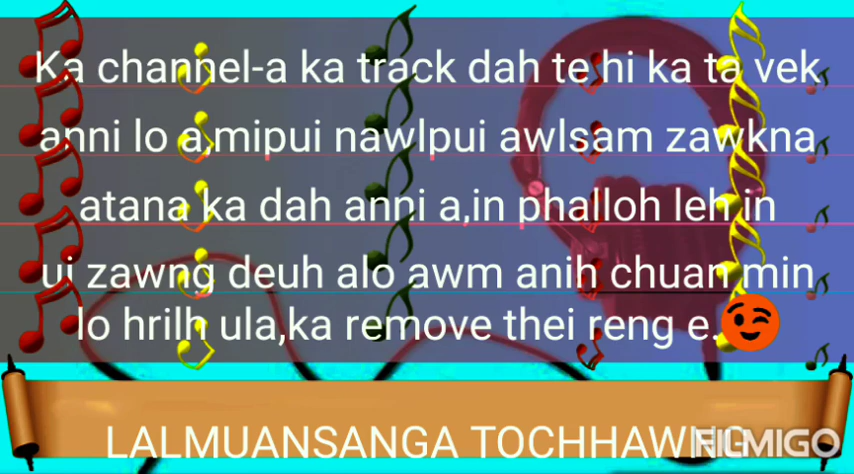 Ka channel-a ka track dah te hi ka ta vek
anni lo a,mipui nawlpui awlsam zawkna
atana ka dah anni a,in phalloh leh in
ui zawng deuh alo awm anih chuan min
lo hrilh ula,ka remove thei reng e.😉
LALMUANSANGA TOCHHAWNG
FILMIGO